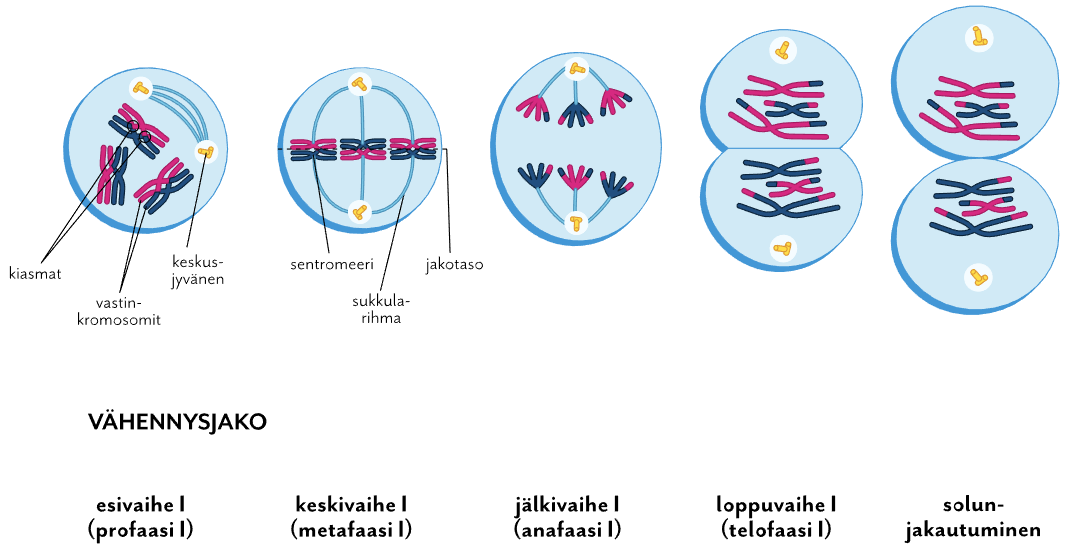 kiasmat
vastin-
kromosomit
keskus-
jyvänen
sentromeeri
sukkula-
rihma
jakotaso
VÄHENNYSJAKO
esivaihe I
(profaasi I)
keskivaihe I
(metafaasi I)
jälkivaihe I
(anafaasi I)
loppuvaihe I
(telofaasi I)
solun-
jakautuminen